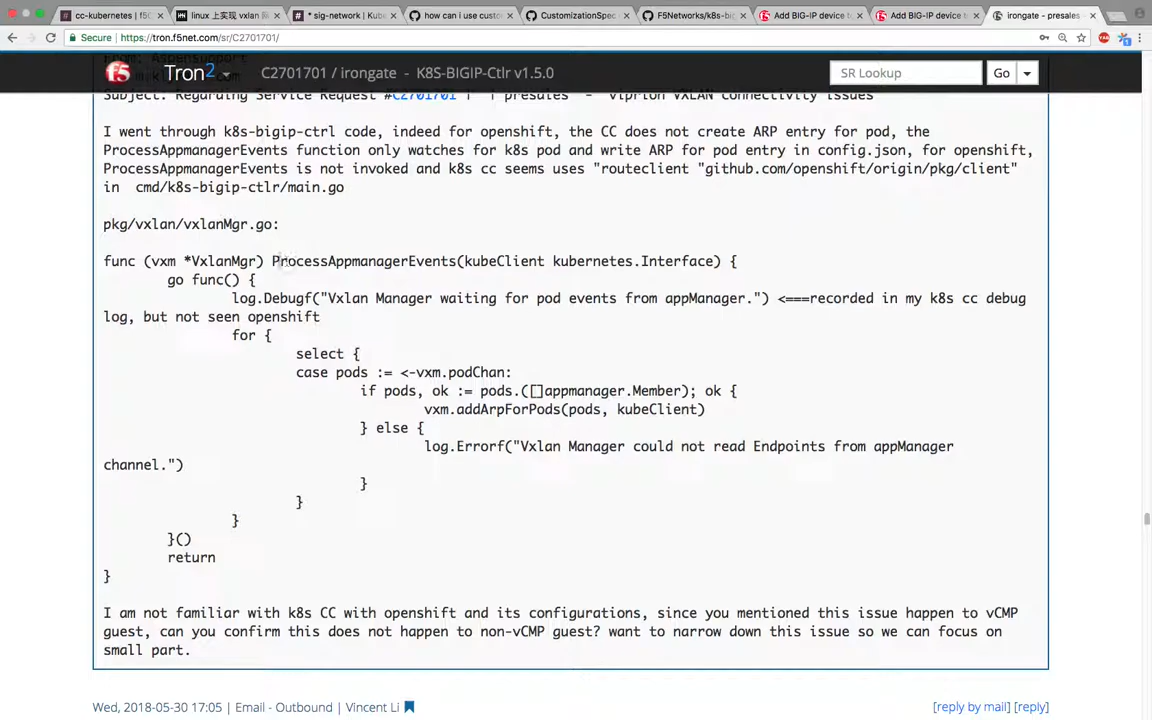 cc-kubernetes | f5C
linux 上实现 vxlan 网
* sig-network | Kub
how can i use custo
CustomizationSpec
F5Networks/k8s-big
Add BIG-IP device t
Add BIG-IP device t
irongate - presales
Secure | https://tron.f5net.com/sr/C2701701/
Tron2 C2701701 / irongate - K8S-BIGIP-Ctlr v1.5.0 SR Lookup Go
Subject: Regarding Service Request #C2701701 | | presales - viprion VXLAN connectivity issues
I went through k8s-bigip-ctrl code, indeed for openshift, the CC does not create ARP entry for pod, the
ProcessAppmanagerEvents function only watches for k8s pod and write ARP for pod entry in config.json, for openshift,
ProcessAppmanagerEvents is not invoked and k8s cc seems uses "routeclient "github.com/openshift/origin/pkg/client"
in  cmd/k8s-bigip-ctlr/main.go
pkg/vxlan/vxlanMgr.go:
func (vxm *VxlanMgr) ProcessAppmanagerEvents(kubeClient kubernetes.Interface) {
go func() {
log.Debugf("Vxlan Manager waiting for pod events from appManager.") <===recorded in my k8s cc debug
log, but not seen openshift
for {
select {
case pods := <-vxm.podChan:
if pods, ok := pods.([]appmanager.Member); ok {
vxm.addArpForPods(pods, kubeClient)
} else {
log.Errorf("Vxlan Manager could not read Endpoints from appManager
channel.")
}
}
}
}()
return
}
I am not familiar with k8s CC with openshift and its configurations, since you mentioned this issue happen to vCMP
guest, can you confirm this does not happen to non-vCMP guest? want to narrow down this issue so we can focus on
small part.
Wed, 2018-05-30 17:05 | Email - Outbound | Vincent Li [reply by mail] [reply]